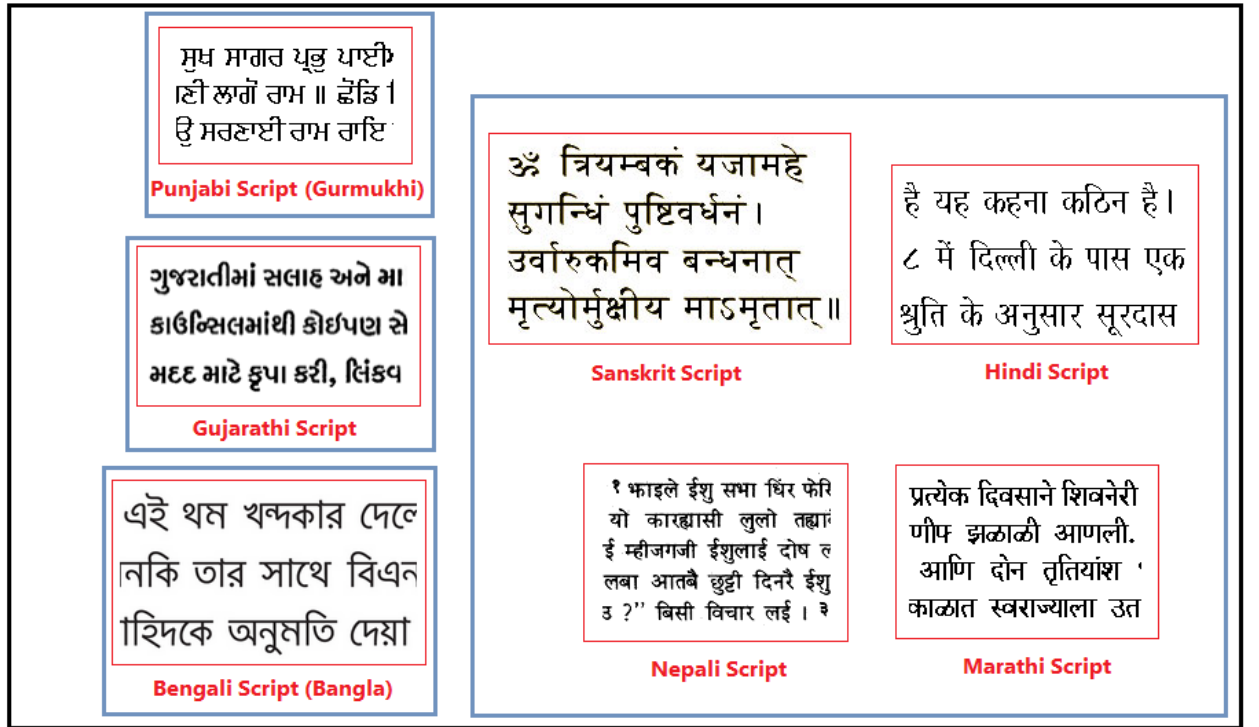 ਸੁਖ ਸਾਗਰ ਪ੍ਰਭੁ
ਲਾਗੋਂ ਰਾਮ ॥ ਛੋਡਿ
ਸਰਣਾਈ ਰਾਮ ਰਾਇ
Punjabi Script (Gurmukhi)
ગુજરાતીમાં સલાહ અને મા
કાઉન્સિલમાંથી કોઈપણ સે
મદદ માટે કૃપા કરી, લિંકવ
Gujarathi Script
এই থম খন্দকার দেলে
নকি তার সাথে বিএন
হিদকে অনুমতি দেয়া
Bengali Script (Bangla)
ॐ त्रियम्बकं यजामहे
सुगन्धिं पुष्टिवर्धनं।
उर्वारुकमिव बन्धनात्
मृत्योर्मुक्षीय माऽमृतात्॥
Sanskrit Script
है यह कहना कठिन है।
८ में दिल्ली के पास एक
श्रुति के अनुसार सूरदास
Hindi Script
१ झाइले ईशु सभा धिंर
यो कारह्यासी लुलो
ई म्हीजगजी ईशुलाई दोष
लबा आतबै छुट्टी दिनरै ईशु
उ ?” बिसी विचार लई । ३
Nepali Script
प्रत्येक दिवसाने शिवनेरी
णीफ झळाळी आणली.
आणि दोन तृतियांश
काळात स्वराज्याला उत
Marathi Script